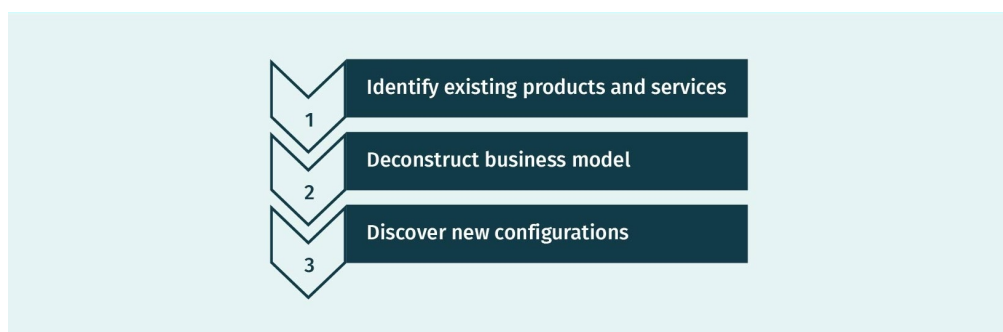 Identify existing products and services
1
Deconstruct business model
2
Discover new configurations
3